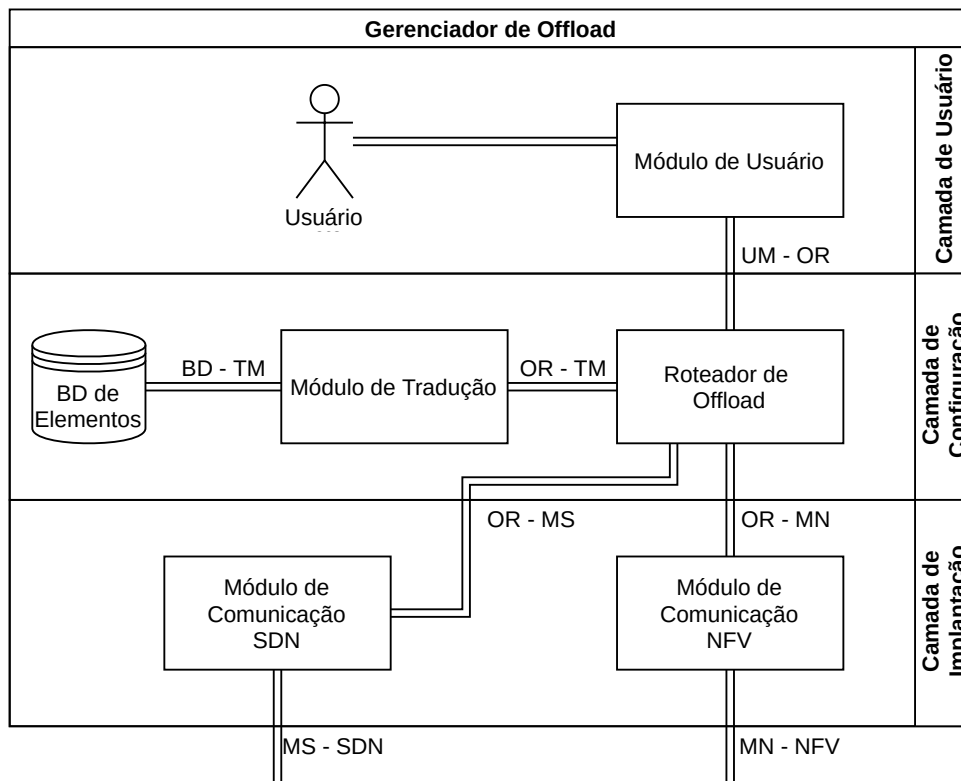 Gerenciador de Offload
Camada de Usuário
Usuário
Módulo de Usuário
UM - OR
Camada de
Configuração
BD de
Elementos
BD - TM
Módulo de Tradução
OR - TM
Roteador de
Offload
OR - MS
OR - MN
Camada de
Implantação
Módulo de
Comunicação
SDN
Módulo de
Comunicação
NFV
MS - SDN
MN - NFV